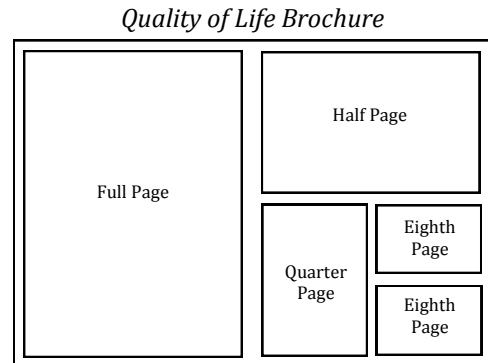 Quality of Life Brochure
Full Page
Half Page
Quarter
Page
Eighth
Page
Eighth
Page